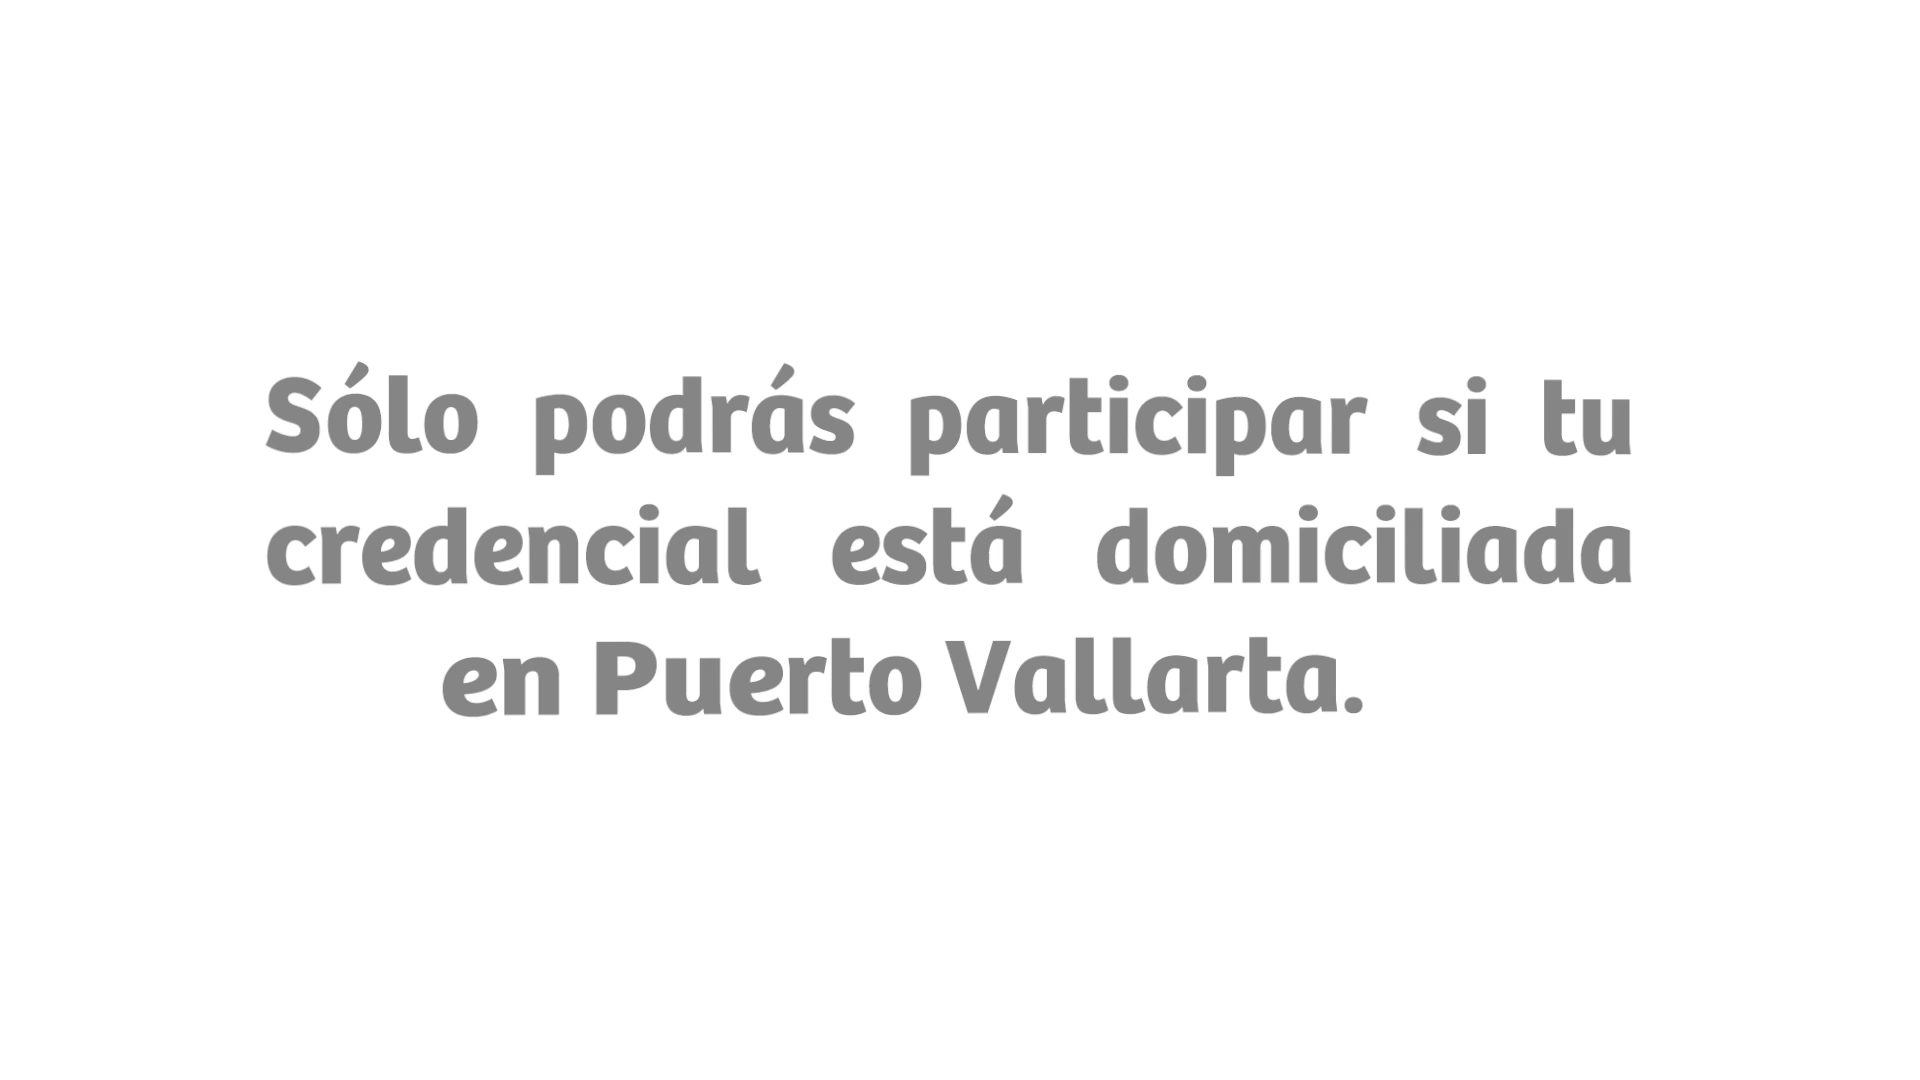 Sólo podrás participar si tu
credencial está domiciliada
en Puerto Vallarta.